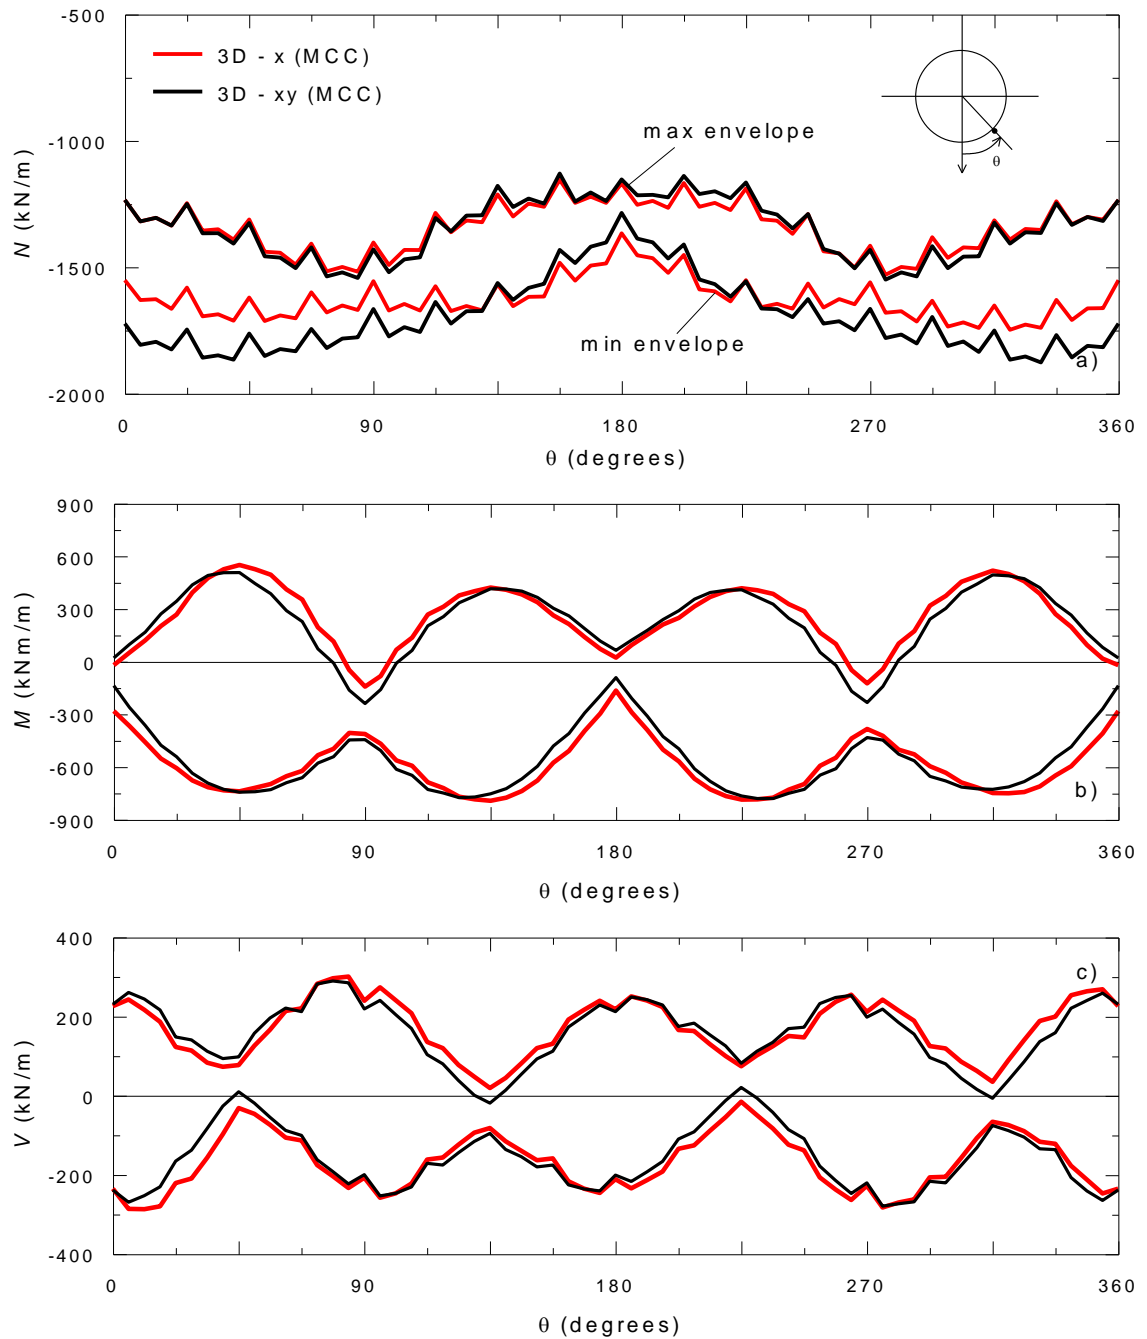 -500
3D - x (MCC)
3D - xy (MCC)
max envelope
-1000
θ
N (kN/m)
-1500
min envelope
a)
-2000
0 90 180 270 360
θ (degrees)
900
600
300
0
M (kNm/m)
-300
-600
b)
-900
0 90 180 270 360
θ (degrees)
400
c)
200
0
V (kN/m)
-200
-400
0 90 180 270 360
θ (degrees)